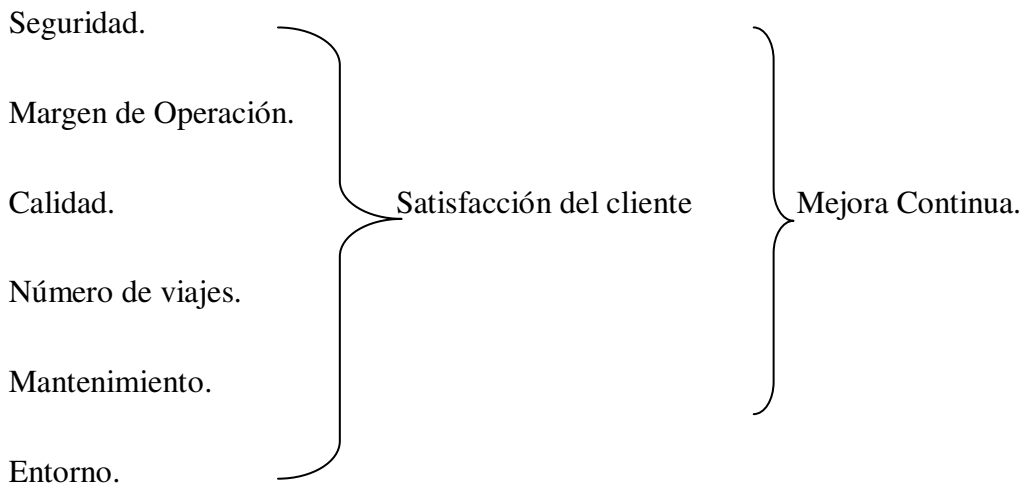 Seguridad.
Margen de Operación.
Calidad.
Satisfacción del cliente
Mejora Continua.
Número de viajes.
Mantenimiento.
Entorno.